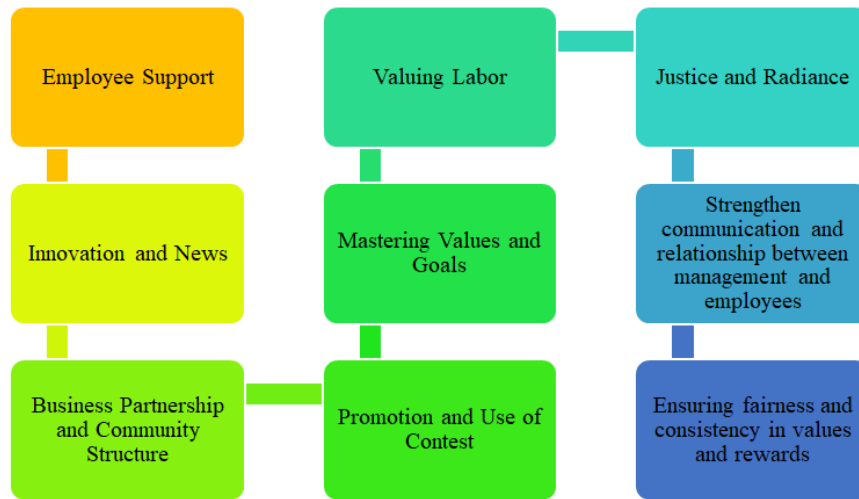 Employee Support
Innovation and News
Business Partnership
and Community
Structure
Promotion and Use of
Contest
Mastering Values and
Goals
Valuing Labor
Justice and Radiance
Strengthen
communication and
relationship between
management and
employees
Ensuring fairness and
consistency in values
and rewards